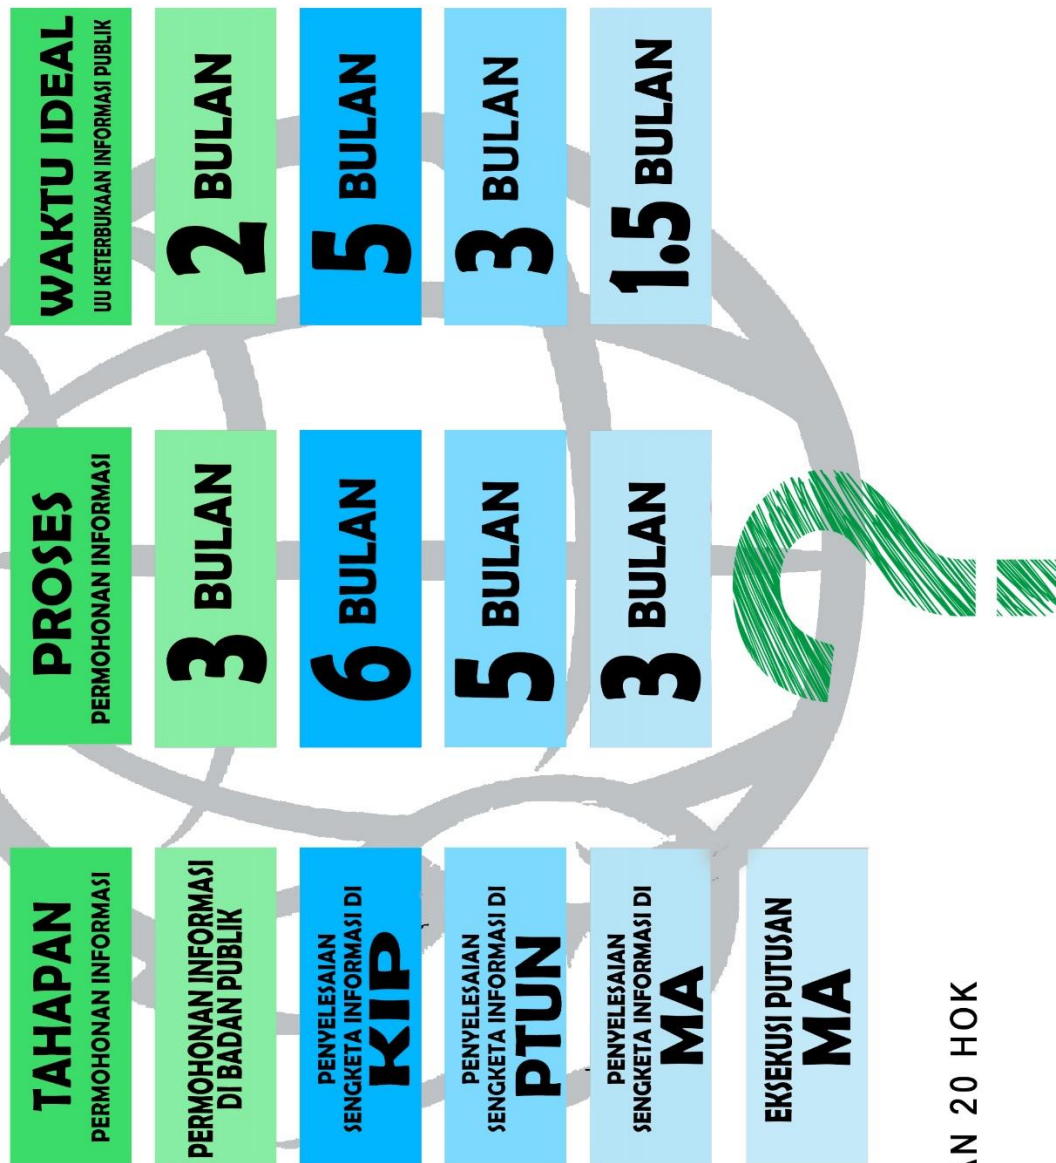 TAHAPAN
PERMOHONAN INFORMASI
PROSES
PERMOHONAN INFORMASI
WAKTU IDEAL
UU KETERBUKAAN INFORMASI PUBLIK
PERMOHONAN INFORMASI
DI BADAN PUBLIK
3 BULAN
2 BULAN
PENYELESAIAN
SENGKETA INFORMASI DI
KIP
6 BULAN
5 BULAN
PENYELESAIAN
SENGKETA INFORMASI DI
PTUN
5 BULAN
3 BULAN
PENYELESAIAN
SENGKETA INFORMASI DI
MA
3 BULAN
1.5 BULAN
EKSEKUSI PUTUSAN
MA
?
20 HOK